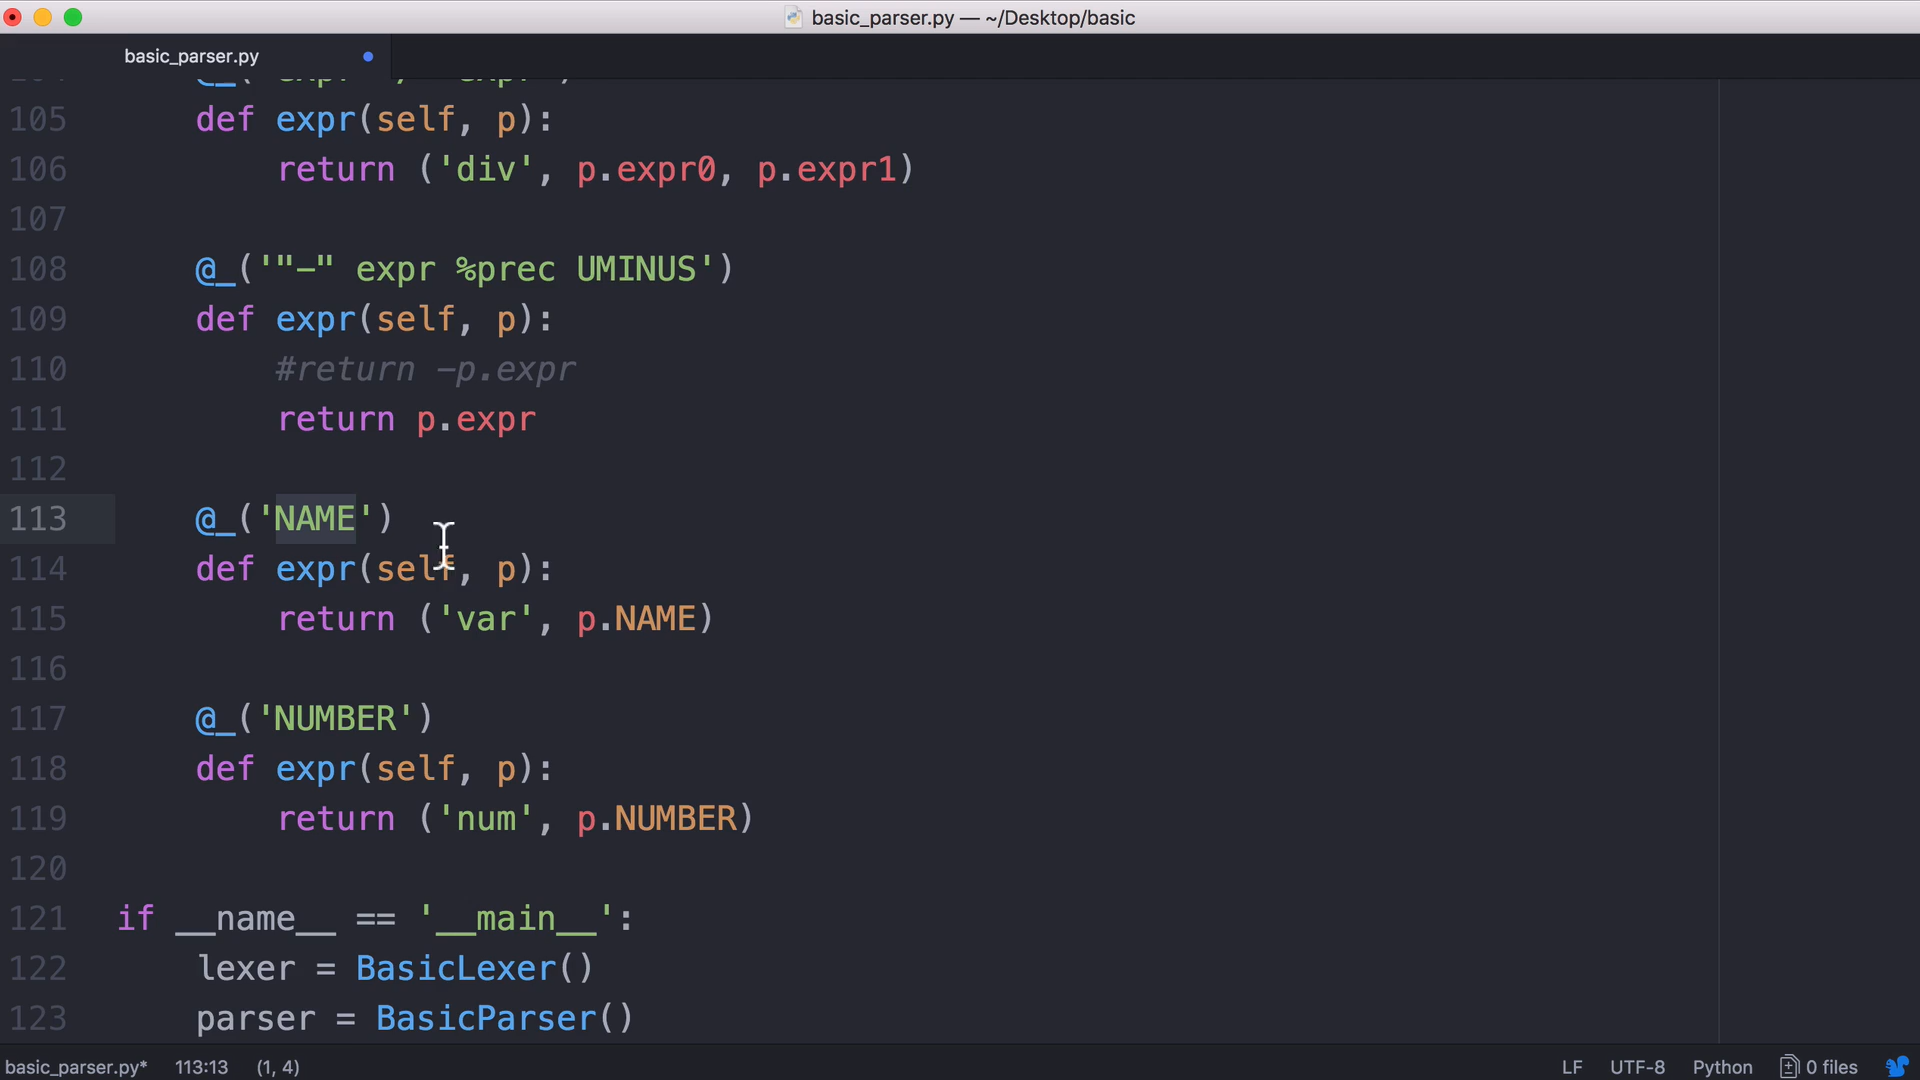 basic_parser.py — ~/Desktop/basic
basic_parser.py
105 def expr(self, p):
106 return ('div', p.expr0, p.expr1)
107
108 @_('"-" expr %prec UMINUS')
109 def expr(self, p):
110 #return -p.expr
111 return p.expr
112
113 @_('NAME')
114 def expr(self, p):
115 return ('var', p.NAME)
116
117 @_('NUMBER')
118 def expr(self, p):
119 return ('num', p.NUMBER)
120
121 if __name__ == '__main__':
122 lexer = BasicLexer()
123 parser = BasicParser()
basic_parser.py* 113:13 (1, 4) LF UTF-8 Python 0 files